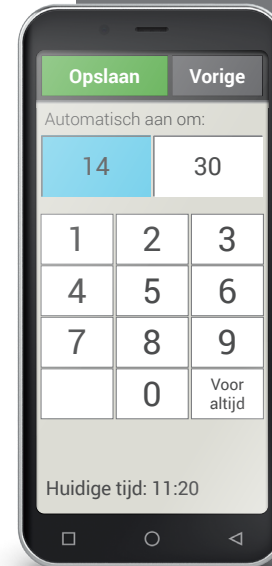 Opslaan Vorige
Automatisch aan om:
14 30
1 2 3
4 5 6
7 8 9
0 Voor altijd
Huidige tijd: 11:20